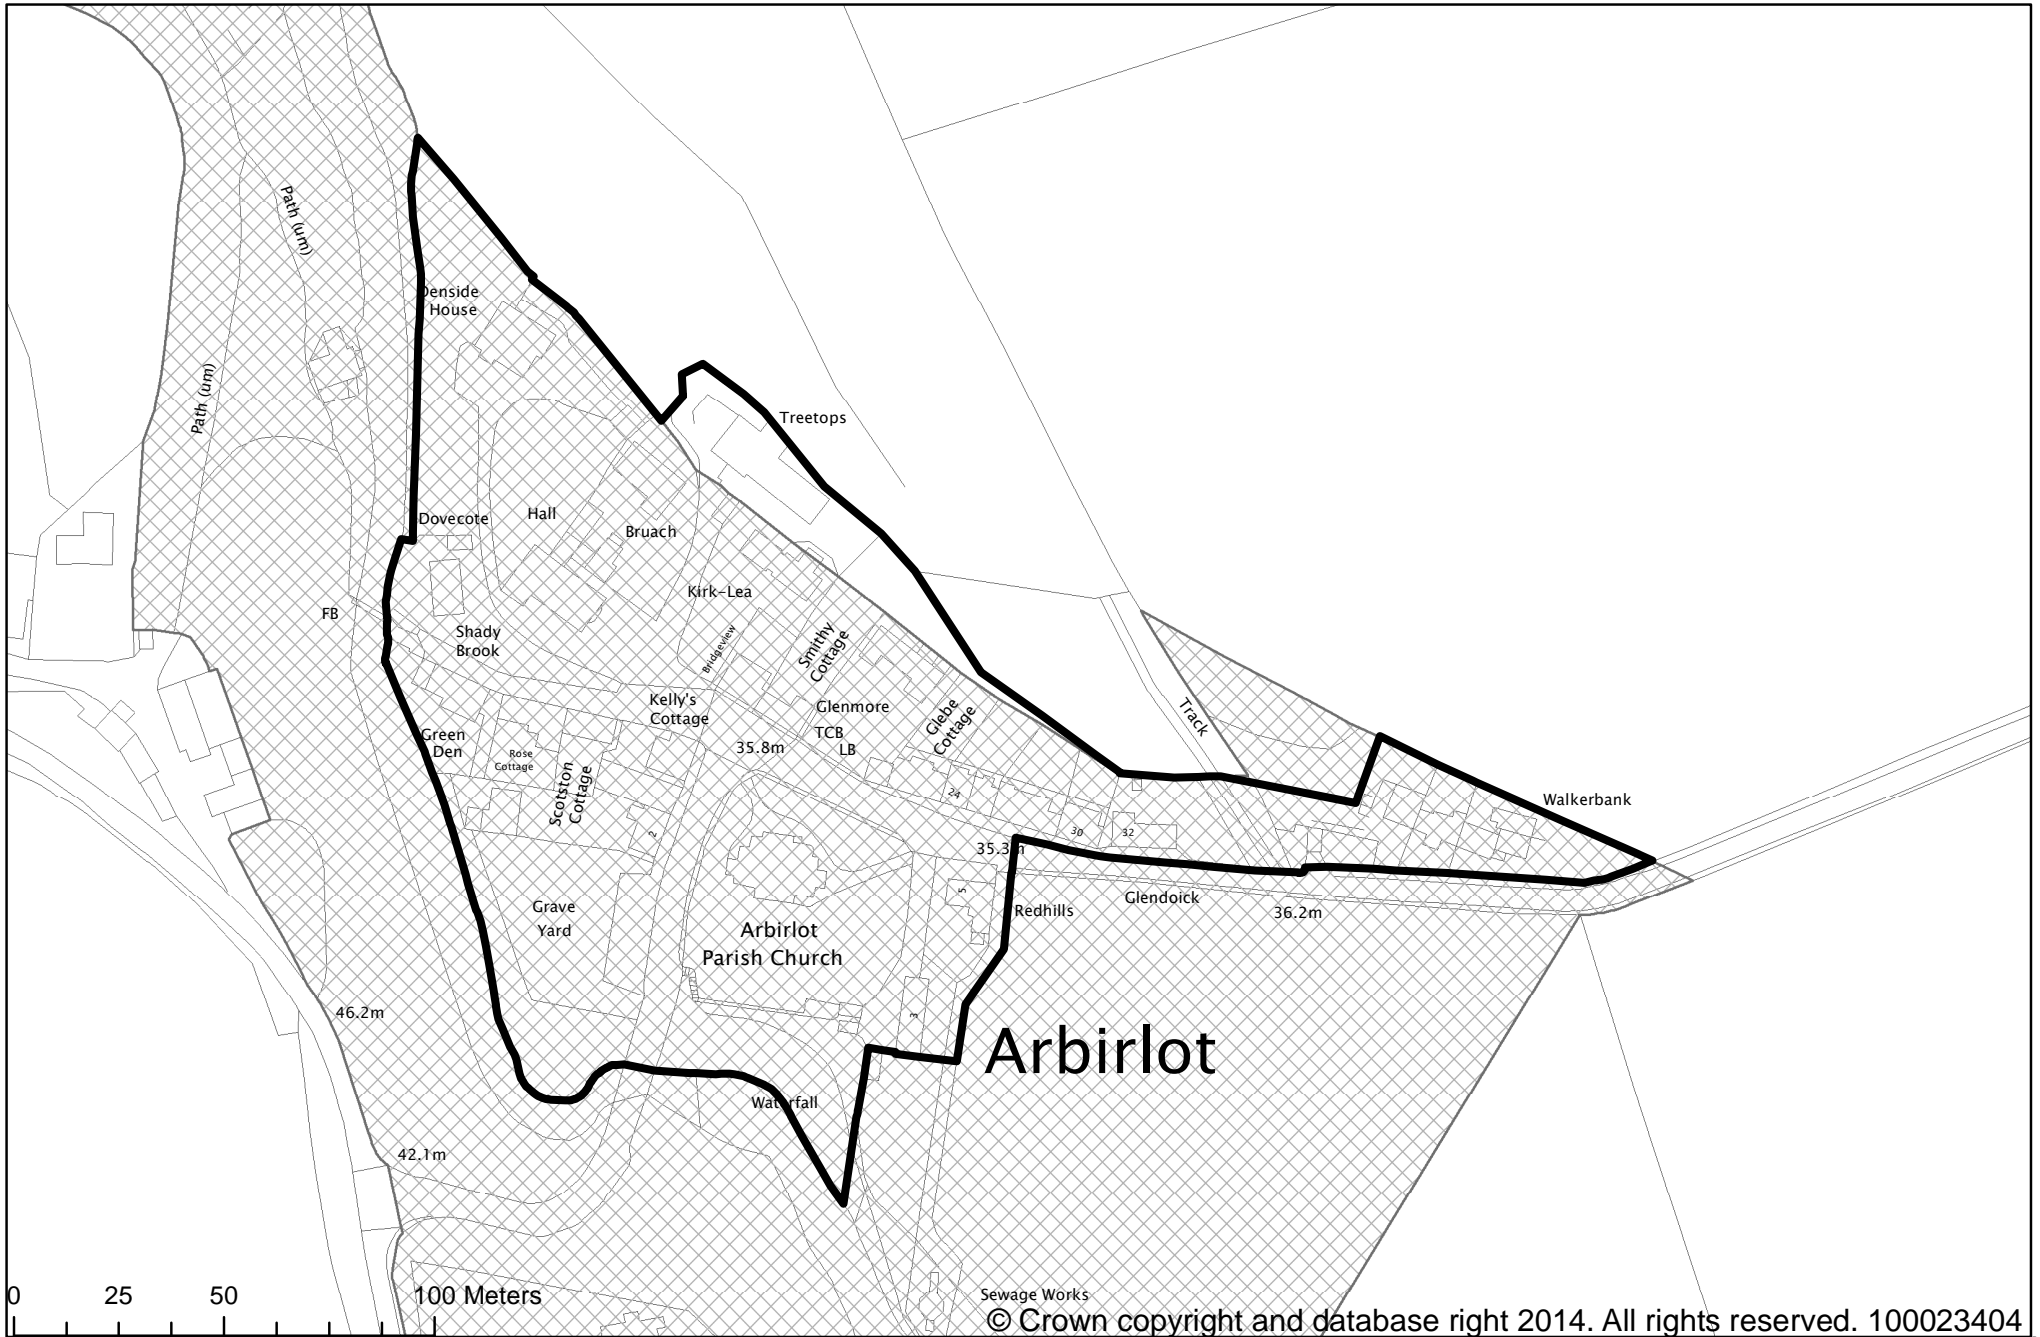 Path (um)
Denside
House
Path (um)
Treetops
Dovecote
Hall
Bruach
Kirk-Lea
FB
Shady
Brook
Bridgeview
Smithy
Cottage
Kelly's
Cottage
Glenmore
Glebe
Cottage
Track
Green
Den
Rose
Cottage
35.8m
TCB
LB
Scotston
Cottage
24
Walkerbank
2
30
32
35.3m
5
Glendoick
Redhills
36.2m
Grave
Yard
Arbirlot
Parish Church
46.2m
3
Arbirlot
Waterfall
42.1m
0 25 50 100 Meters
Sewage Works
© Crown copyright and database right 2014. All rights reserved. 100023404